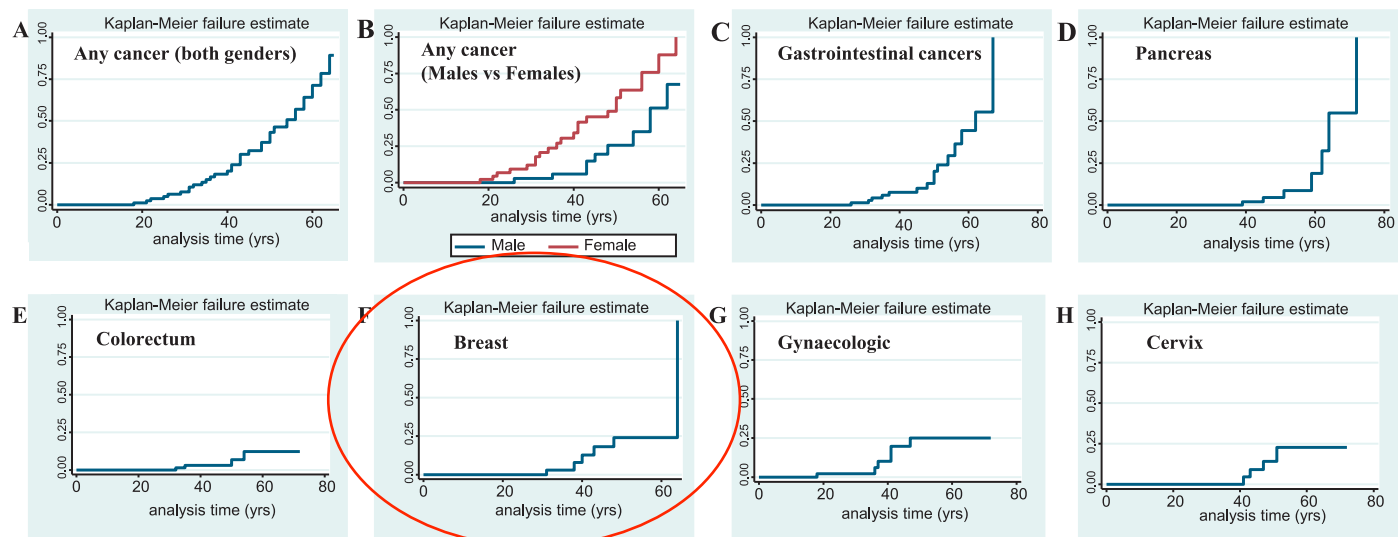 A
Kaplan-Meier failure estimate
Any cancer (both genders)
0.00 0.25 0.50 0.75 1.00
0 20 40 60
analysis time (yrs)
B
Kaplan-Meier failure estimate
Any cancer
(Males vs Females)
0.00 0.25 0.50 0.75 1.00
0 20 40 60
analysis time (yrs)
Male Female
C
Kaplan-Meier failure estimate
Gastrointestinal cancers
0.00 0.25 0.50 0.75 1.00
0 20 40 60 80
analysis time (yrs)
D
Kaplan-Meier failure estimate
Pancreas
0.00 0.25 0.50 0.75 1.00
0 20 40 60 80
analysis time (yrs)
E
Kaplan-Meier failure estimate
Colorectum
0.00 0.25 0.50 0.75 1.00
0 20 40 60 80
analysis time (yrs)
F
Kaplan-Meier failure estimate
Breast
0.00 0.25 0.50 0.75 1.00
0 20 40 60
analysis time (yrs)
G
Kaplan-Meier failure estimate
Gynaecologic
0.00 0.25 0.50 0.75 1.00
0 20 40 60 80
analysis time (yrs)
H
Kaplan-Meier failure estimate
Cervix
0.00 0.25 0.50 0.75 1.00
0 20 40 60 80
analysis time (yrs)